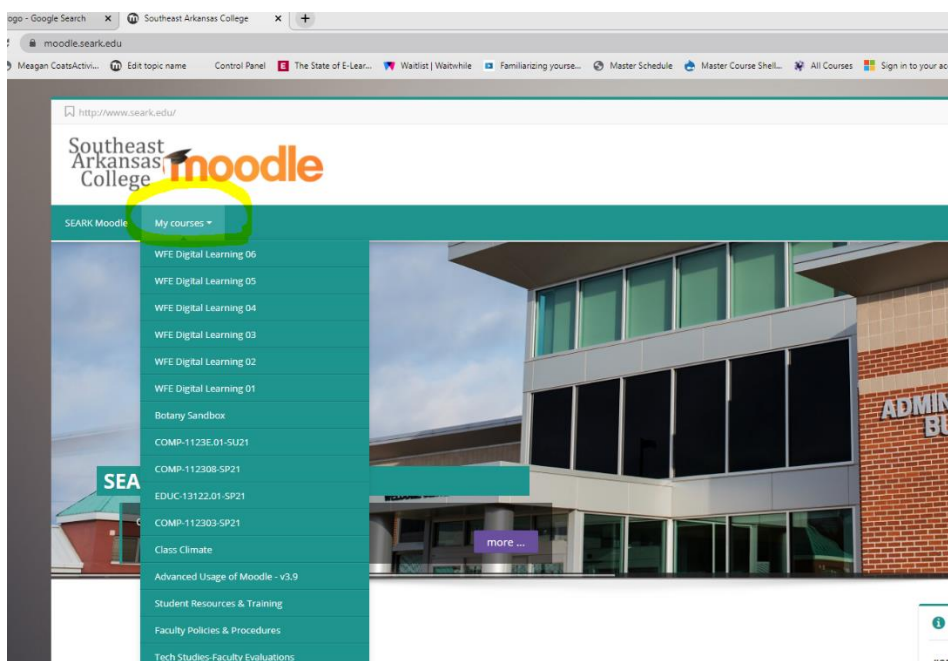 ogo - Google Search
Southeast Arkansas College
moodle.seark.edu
Meagan CoatsActivi... Edit topic name Control Panel The State of E-Lear... Waitlist | Waitwhile Familiarizing yourse... Master Schedule Master Course Shell... All Courses Sign in to your ac
http://www.seark.edu/
Southeast
Arkansas
College
moodle
SEARK Moodle My courses
WFE Digital Learning 06
WFE Digital Learning 05
WFE Digital Learning 04
WFE Digital Learning 03
WFE Digital Learning 02
WFE Digital Learning 01
Botany Sandbox
COMP-1123E.01-SU21
COMP-112308-SP21
EDUC-13122.01-SP21
COMP-112303-SP21
Class Climate
Advanced Usage of Moodle - v3.9
Student Resources & Training
Faculty Policies & Procedures
Tech Studies-Faculty Evaluations
SEA
more ...
ADMIN
BU